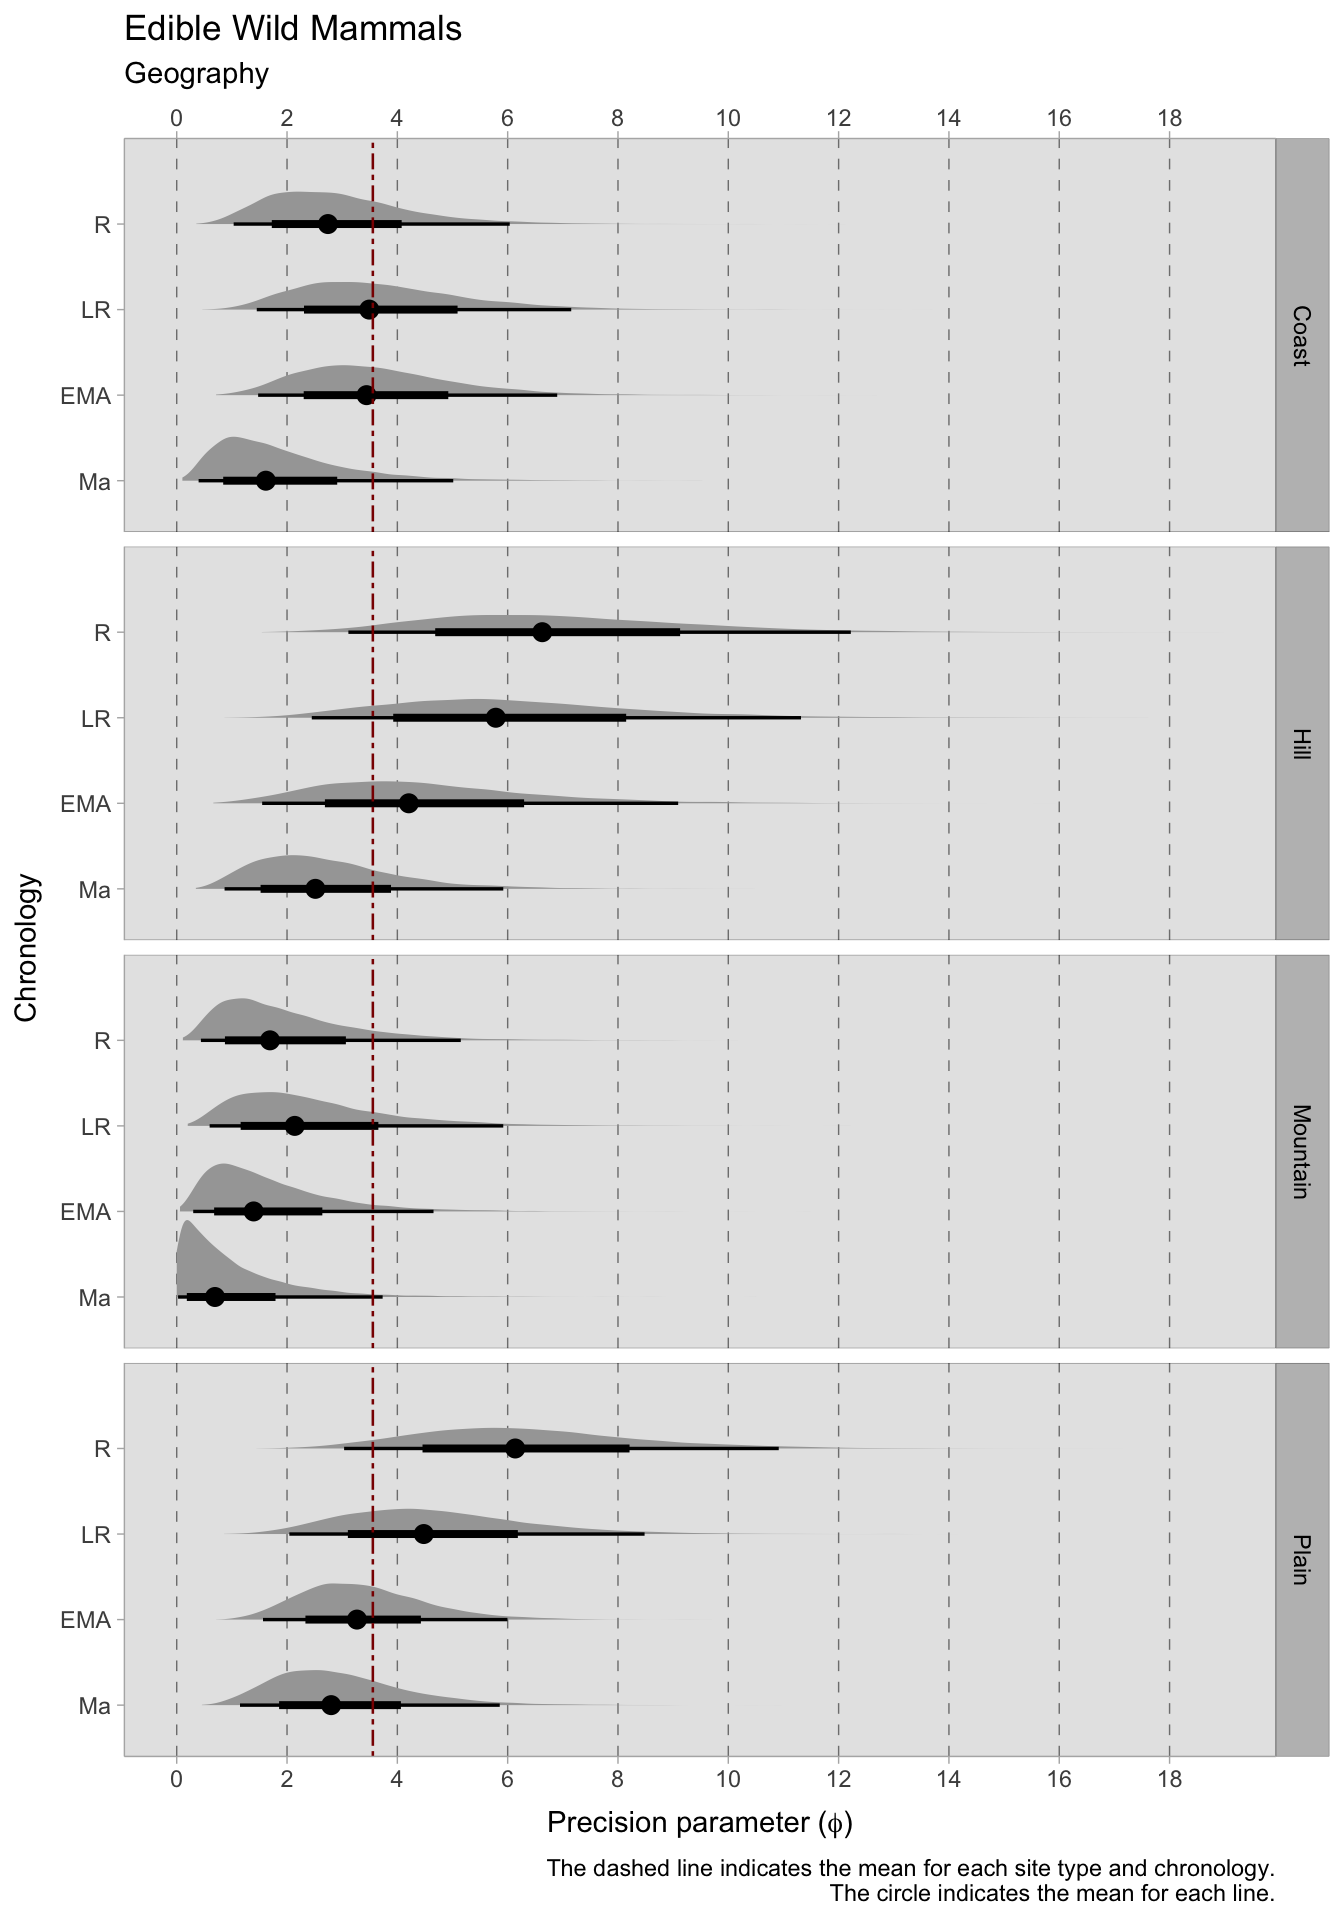 Edible Wild Mammals
Geography
0 2 4 6 8 10 12 14 16 18
R
LR
EMA
Ma
Coast
R
LR
EMA
Ma
Hill
Chronology
R
LR
EMA
Ma
Mountain
R
LR
EMA
Ma
Plain
0 2 4 6 8 10 12 14 16 18
Precision parameter (ϕ)
The dashed line indicates the mean for each site type and chronology.
The circle indicates the mean for each line.